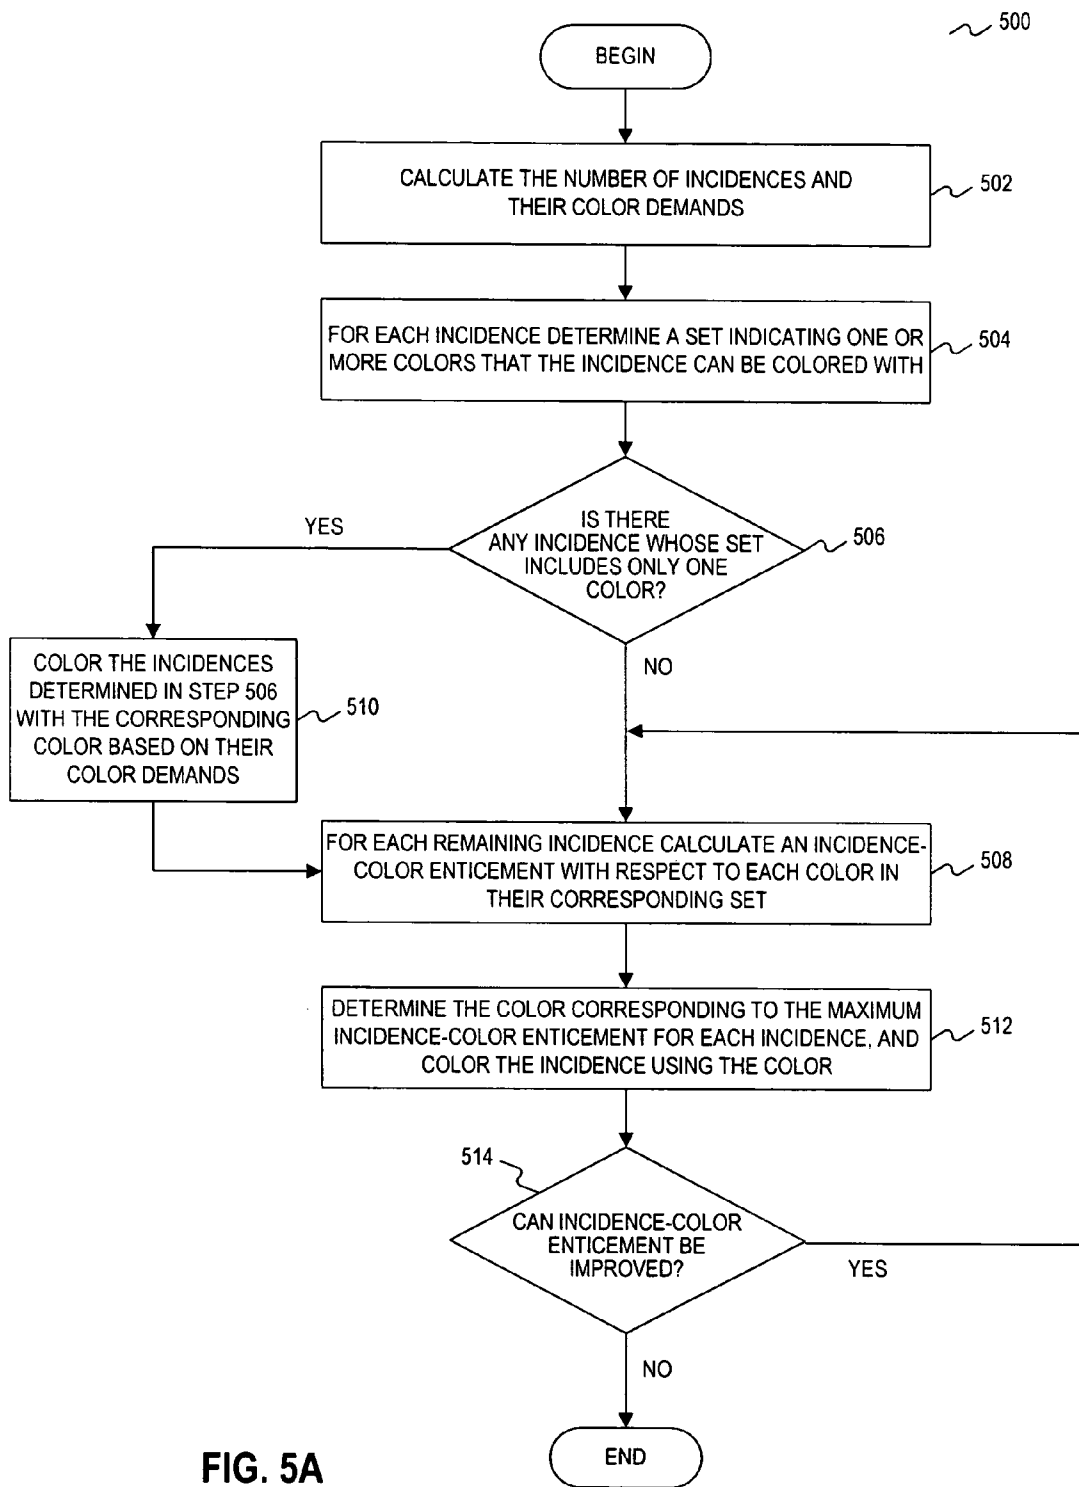 500
BEGIN
CALCULATE THE NUMBER OF INCIDENCES AND
THEIR COLOR DEMANDS
502
FOR EACH INCIDENCE DETERMINE A SET INDICATING ONE OR
MORE COLORS THAT THE INCIDENCE CAN BE COLORED WITH
504
YES
IS THERE
ANY INCIDENCE WHOSE SET
INCLUDES ONLY ONE
COLOR?
506
NO
COLOR THE INCIDENCES
DETERMINED IN STEP 506
WITH THE CORRESPONDING
COLOR BASED ON THEIR
COLOR DEMANDS
510
FOR EACH REMAINING INCIDENCE CALCULATE AN INCIDENCE-
COLOR ENTICEMENT WITH RESPECT TO EACH COLOR IN
THEIR CORRESPONDING SET
508
DETERMINE THE COLOR CORRESPONDING TO THE MAXIMUM
INCIDENCE-COLOR ENTICEMENT FOR EACH INCIDENCE, AND
COLOR THE INCIDENCE USING THE COLOR
512
514
CAN INCIDENCE-COLOR
ENTICEMENT BE
IMPROVED?
YES
NO
END
FIG. 5A